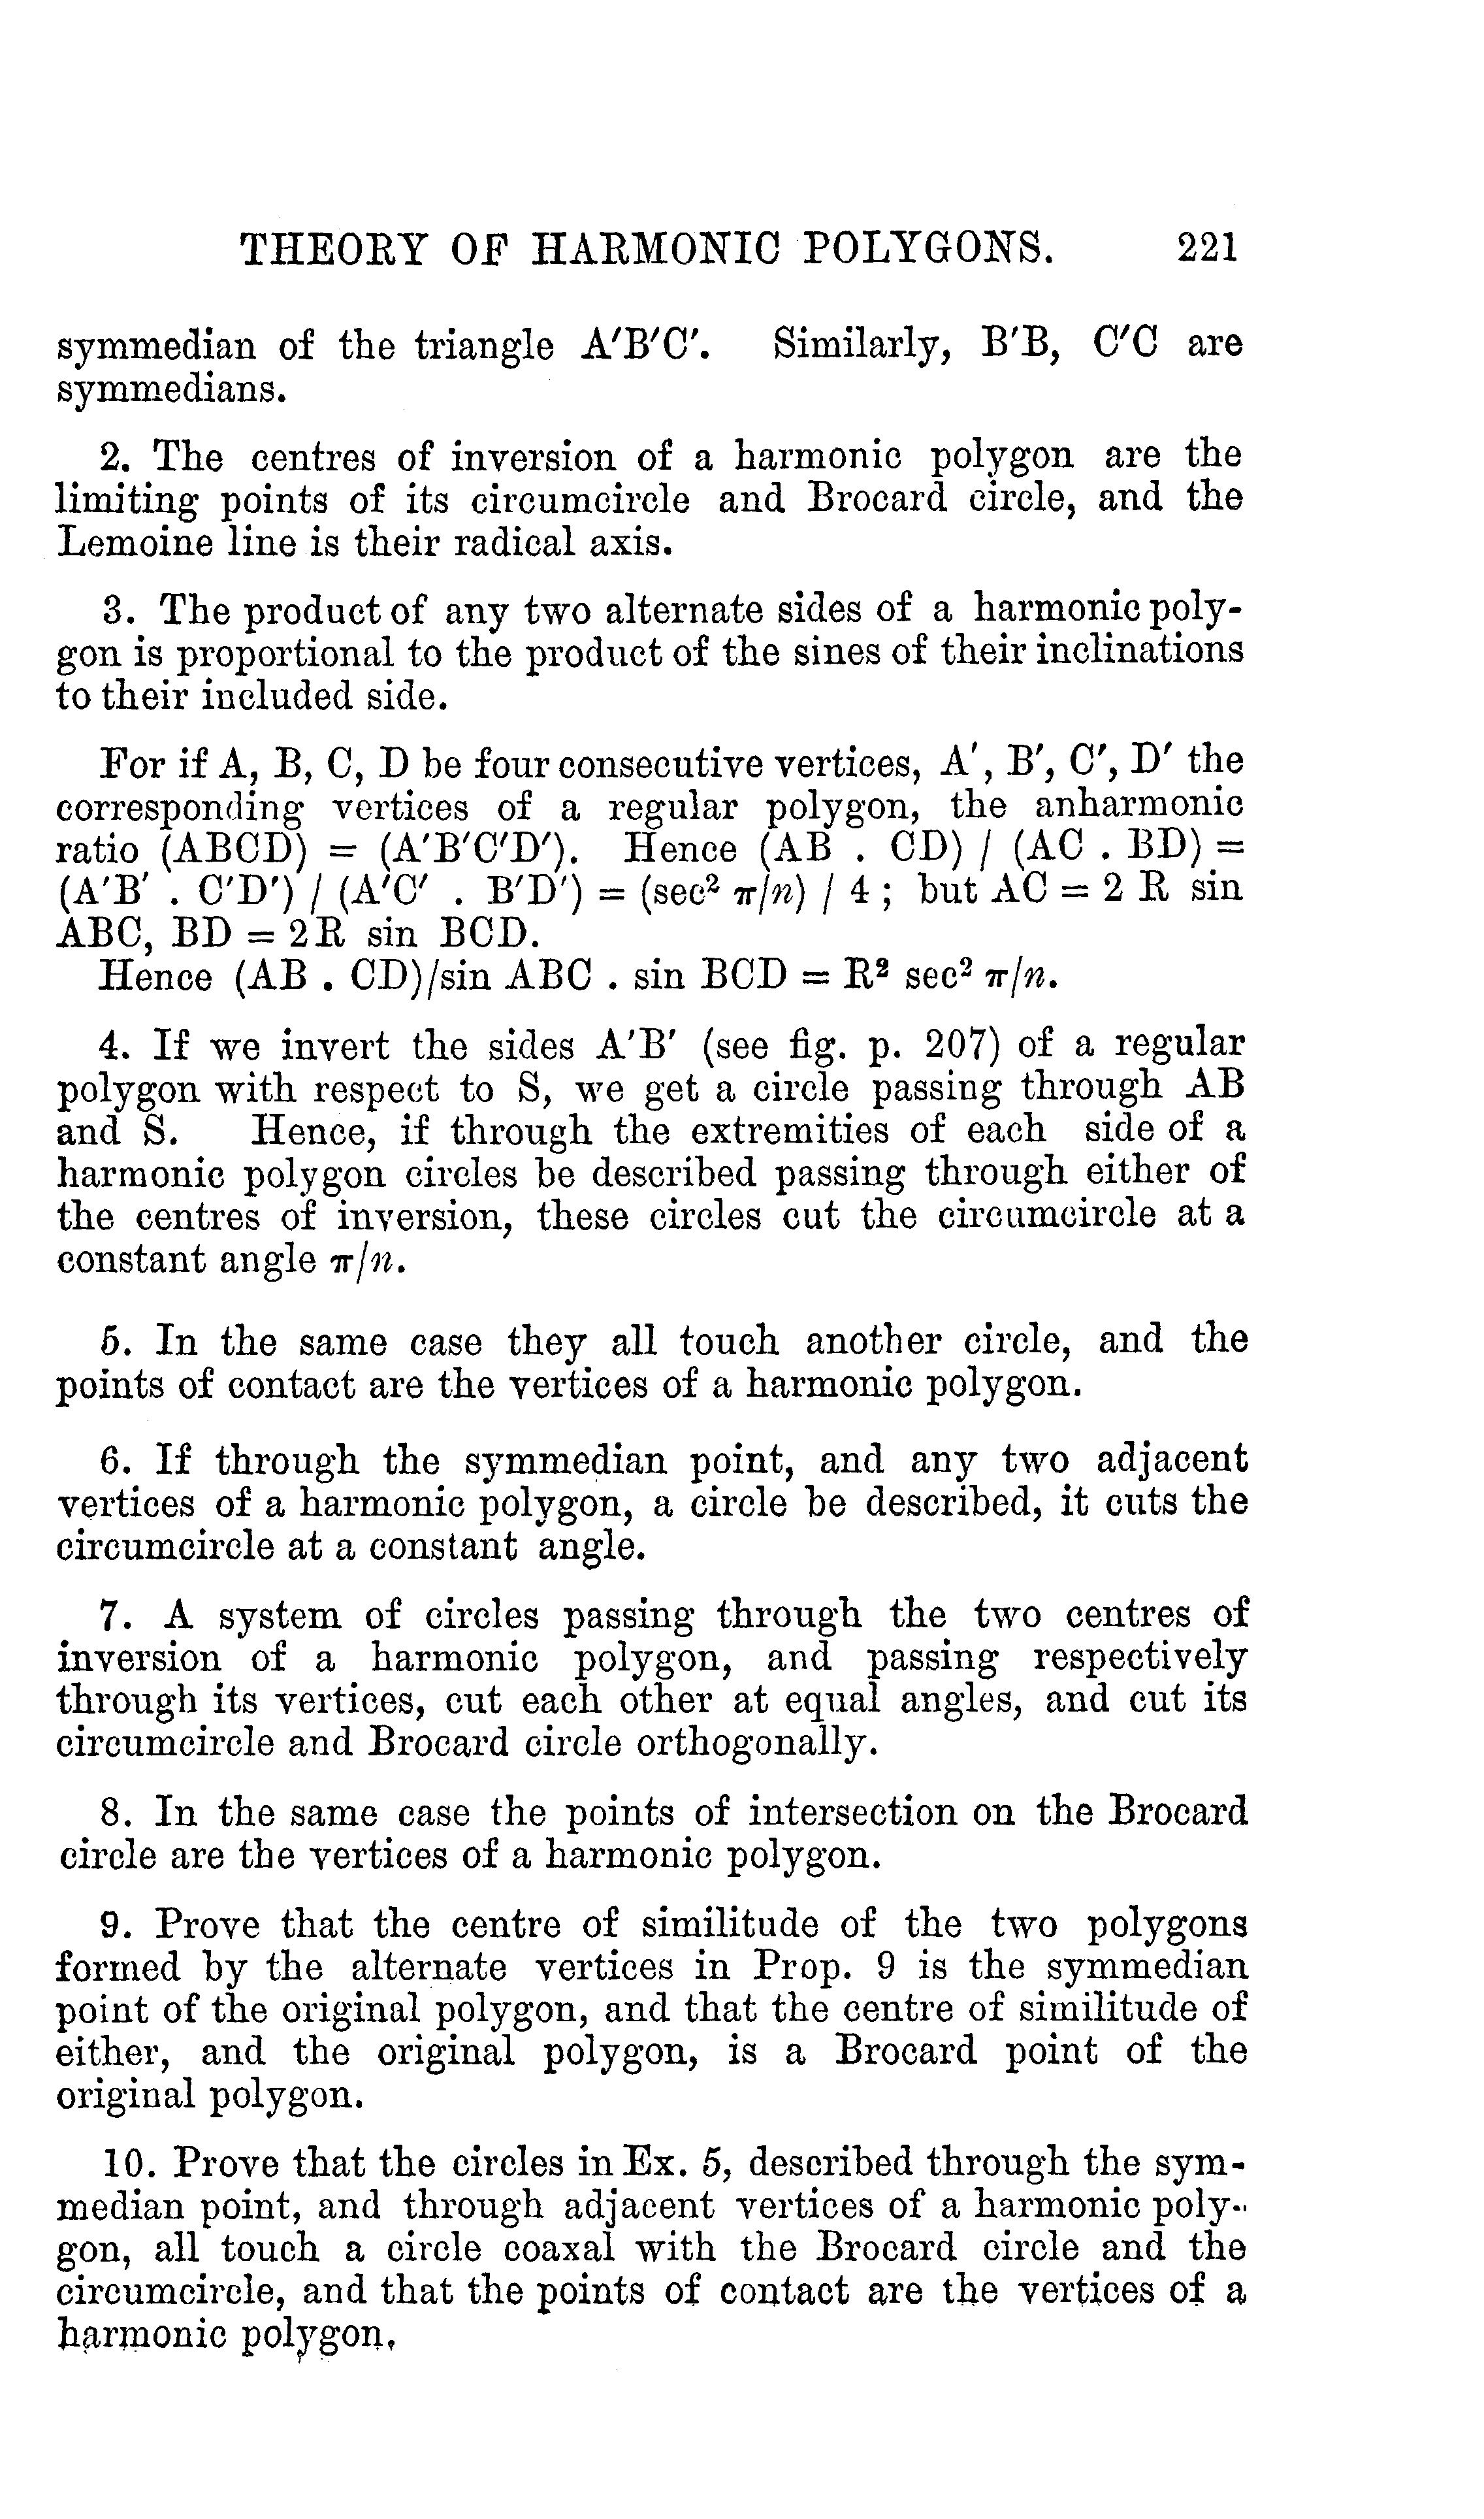 THEORY OF HARMONIC POLYGONS. 221
symmedian of the triangle A′B′C′. Similarly, B′B, C′C are
symmedians.
2. The centres of inversion of a harmonic polygon are the
limiting points of its circumcircle and Brocard circle, and the
Lemoine line is their radical axis.
3. The product of any two alternate sides of a harmonic poly-
gon is proportional to the product of the sines of their inclinations
to their included side.
For if A, B, C, D be four consecutive vertices, A′, B′, C′, D′ the
corresponding vertices of a regular polygon, the anharmonic
ratio (ABCD) = (A′B′C′D′). Hence (AB . CD) / (AC . BD) =
(A′B′ . C′D′) / (A′C′ . B′D′) = (sec² π/n) / 4 ; but AC = 2 R sin
ABC, BD = 2 R sin BCD.
Hence (AB . CD)/sin ABC . sin BCD = R² sec² π/n.
4. If we invert the sides A′B′ (see fig. p. 207) of a regular
polygon with respect to S, we get a circle passing through AB
and S. Hence, if through the extremities of each side of a
harmonic polygon circles be described passing through either of
the centres of inversion, these circles cut the circumcircle at a
constant angle π/n.
5. In the same case they all touch another circle, and the
points of contact are the vertices of a harmonic polygon.
6. If through the symmedian point, and any two adjacent
vertices of a harmonic polygon, a circle be described, it cuts the
circumcircle at a constant angle.
7. A system of circles passing through the two centres of
inversion of a harmonic polygon, and passing respectively
through its vertices, cut each other at equal angles, and cut its
circumcircle and Brocard circle orthogonally.
8. In the same case the points of intersection on the Brocard
circle are the vertices of a harmonic polygon.
9. Prove that the centre of similitude of the two polygons
formed by the alternate vertices in Prop. 9 is the symmedian
point of the original polygon, and that the centre of similitude of
either, and the original polygon, is a Brocard point of the
original polygon.
10. Prove that the circles in Ex. 5, described through the sym-
median point, and through adjacent vertices of a harmonic poly-
gon, all touch a circle coaxal with the Brocard circle and the
circumcircle, and that the points of contact are the vertices of a
harmonic polygon.